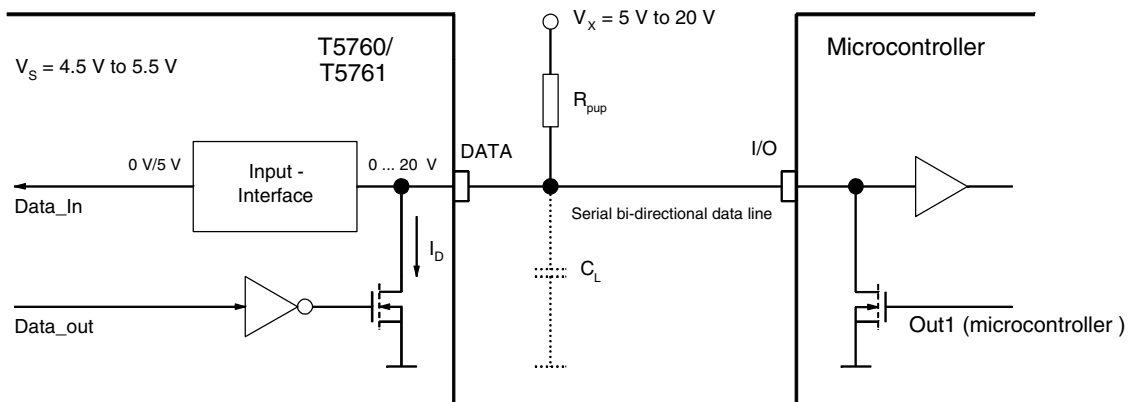 V_X = 5 V to 20 V
T5760/
T5761
Microcontroller
V_S = 4.5 V to 5.5 V
R_pup
DATA
I/O
0 V/5 V
Input -
Interface
0 ... 20 V
Data_In
Serial bi-directional data line
I_D
C_L
Data_out
Out1 (microcontroller )